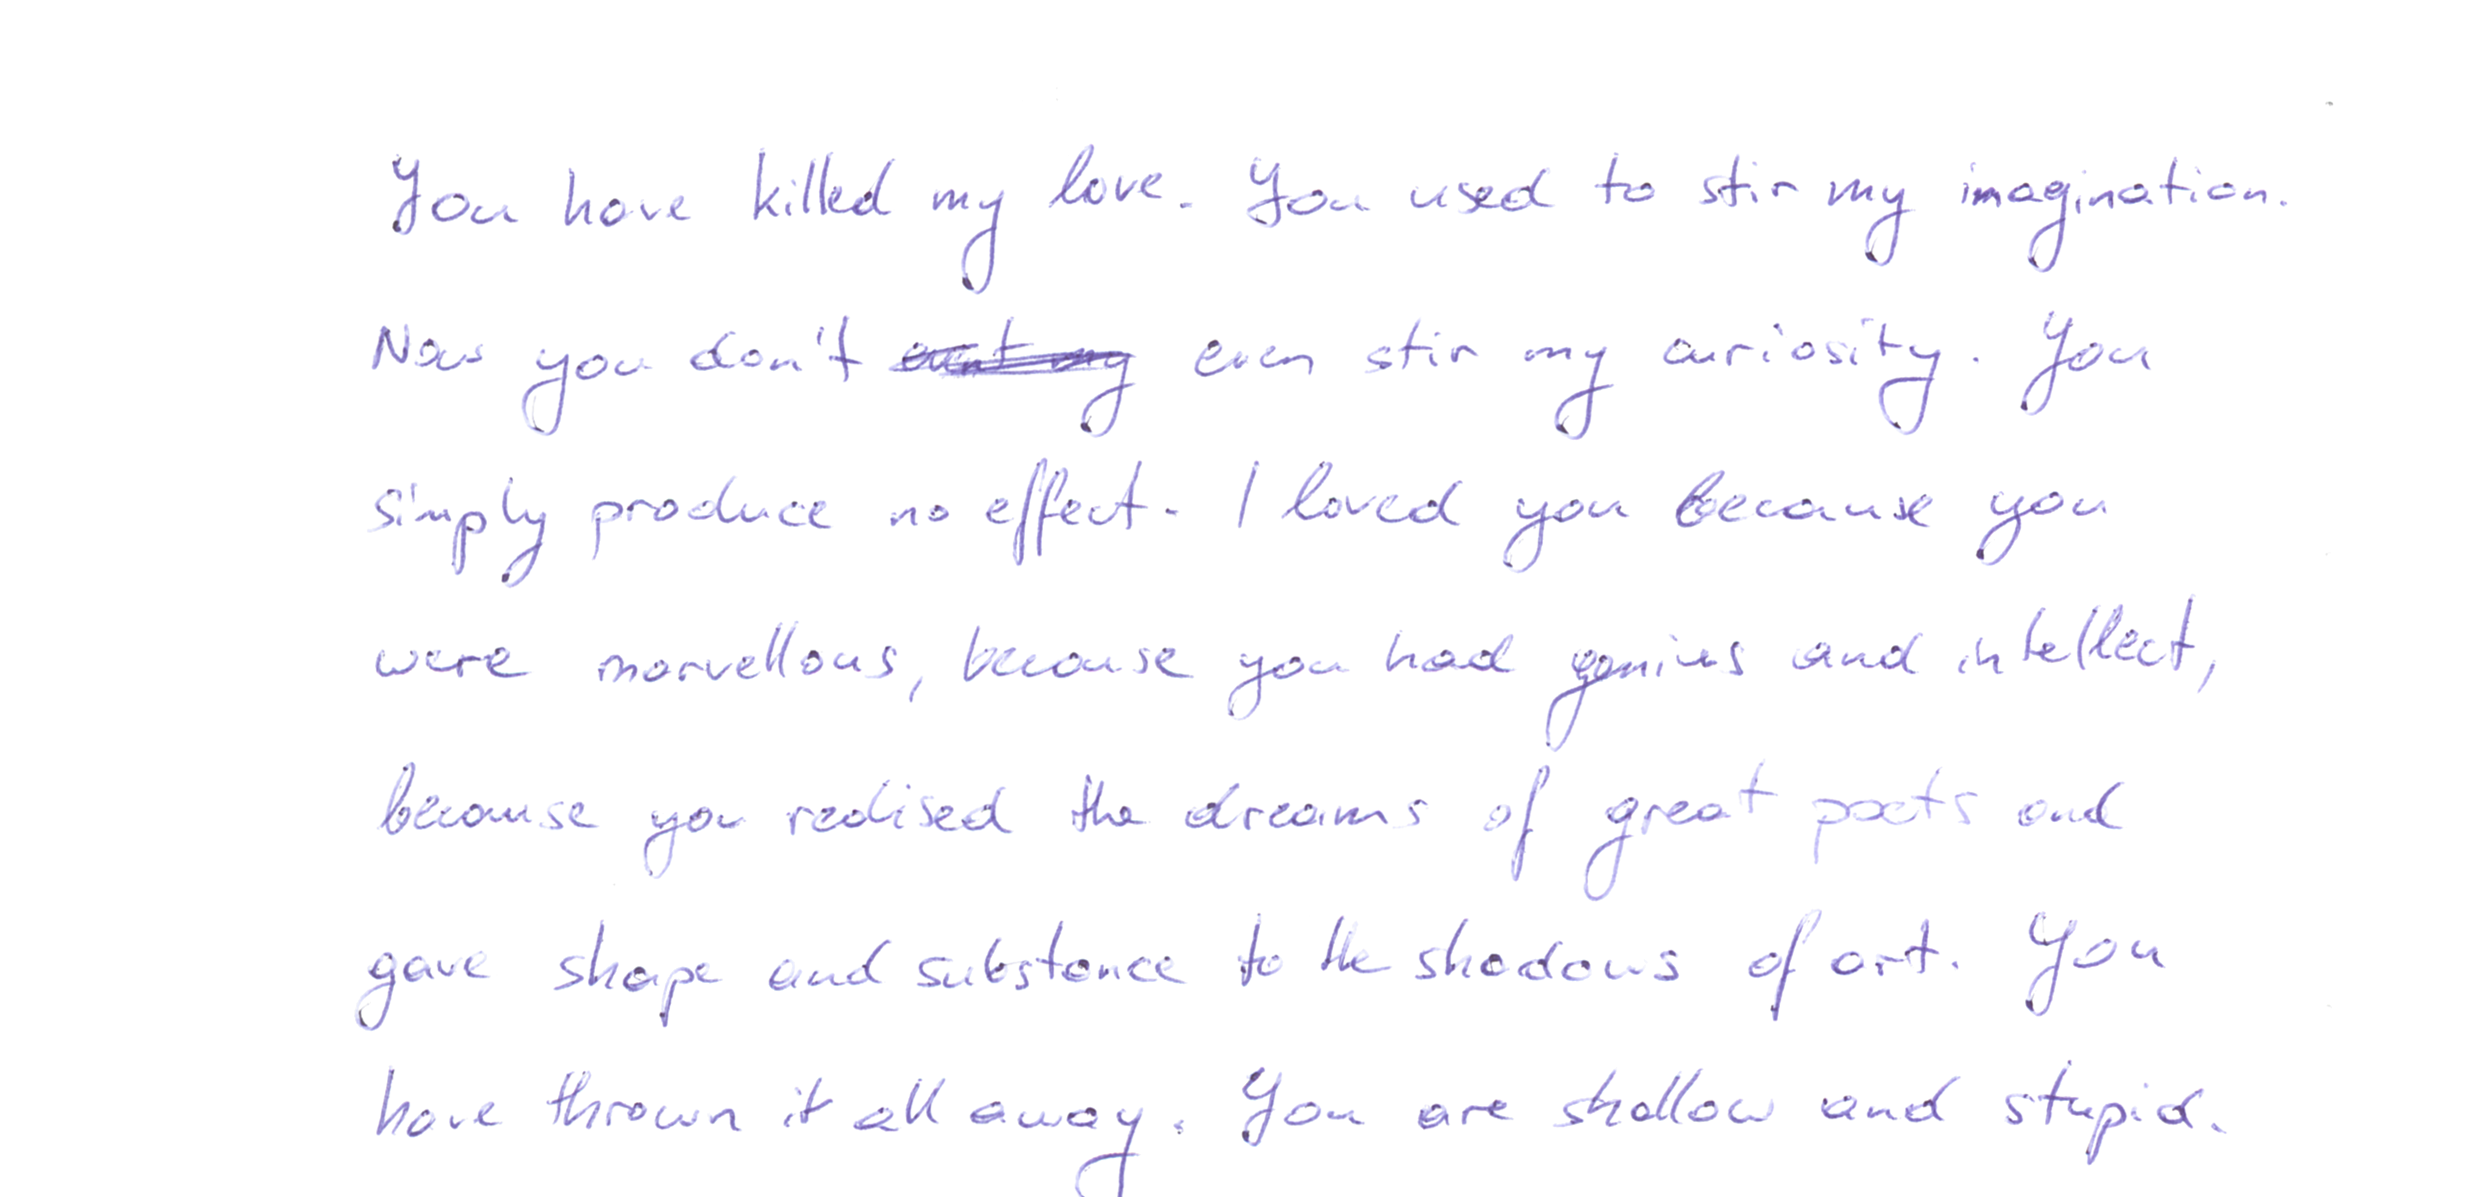 You have killed my love. You used to stir my imagination.
Now you don't even stir my curiosity. You
simply produce no effect. I loved you because you
were marvellous, because you had genius and intellect,
because you realised the dreams of great poets and
gave shape and substance to the shadows of art. You
have thrown it all away. You are shallow and stupid.